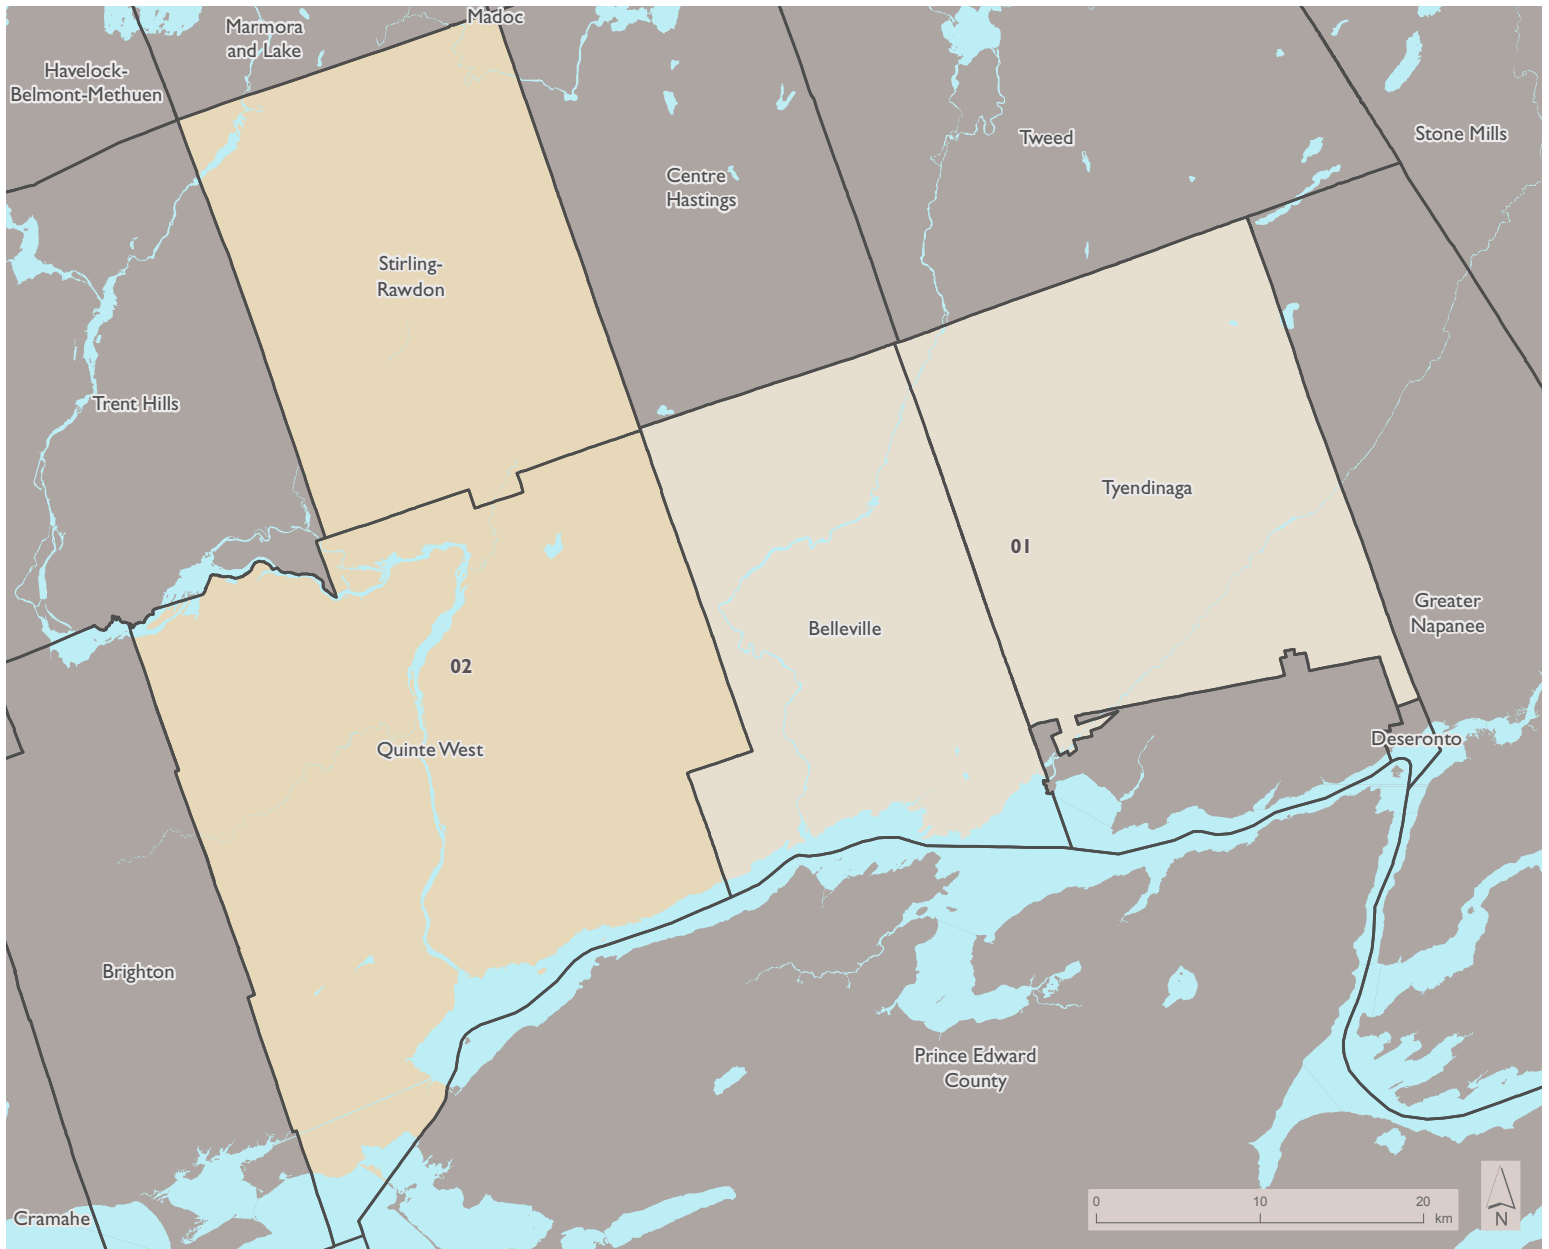 Madoc
Marmora
and Lake
Havelock-
Belmont-Methuen
Stone Mills
Tweed
Centre
Hastings
Stirling-
Rawdon
Trent Hills
Tyendinaga
01
Greater
Napanee
Belleville
02
Quinte West
Deseronto
Brighton
Prince Edward
County
Cramahe
0 10 20
km
N